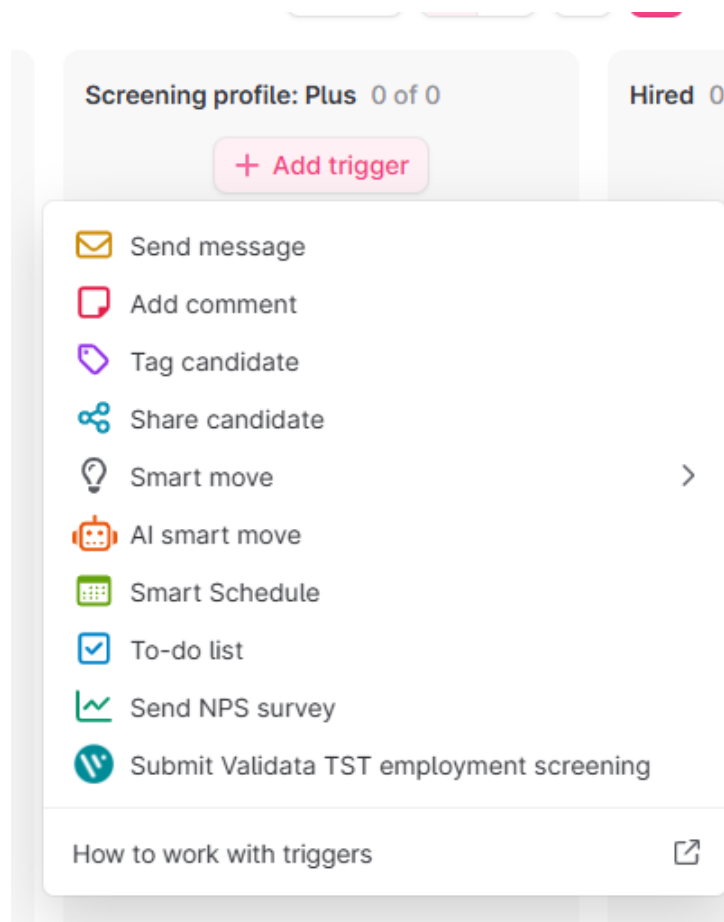 Screening profile: Plus 0 of 0
Hired 0
+ Add trigger
Send message
Add comment
Tag candidate
Share candidate
Smart move
AI smart move
Smart Schedule
To-do list
Send NPS survey
Submit Validata TST employment screening
How to work with triggers